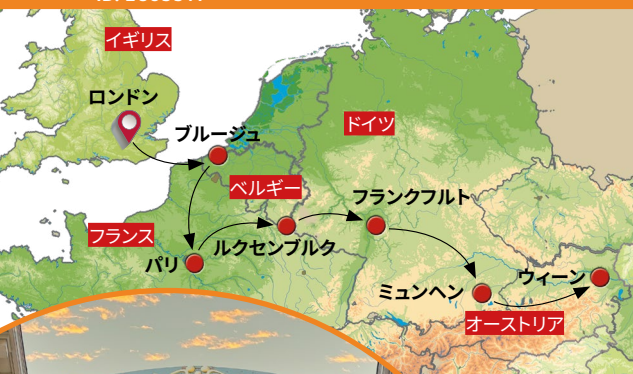 イギリス
ロンドン
ブルージュ
ドイツ
ベルギー
フランクフルト
フランス
ルクセンブルク
パリ
ウィーン
ミュンヘン
オーストリア